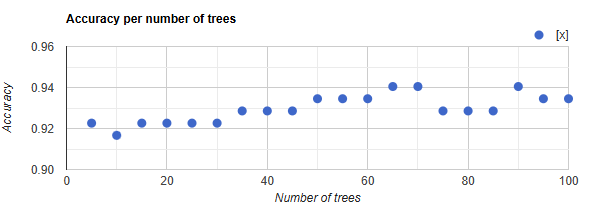 Accuracy per number of trees
[x]
0.96
0.94
0.92
0.90
Accuracy
0 20 40 60 80 100
Number of trees